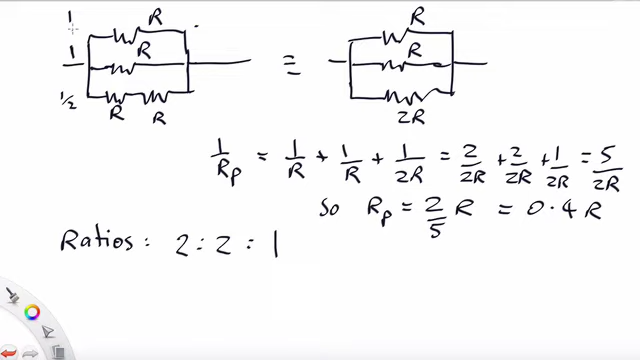 1 R R
1 R ≡ R
1/2 R R 2R
1/Rp = 1/R + 1/R + 1/2R = 2/2R + 2/2R + 1/2R = 5/2R
So Rp = 2/5 R = 0.4 R
Ratios: 2 : 2 : 1